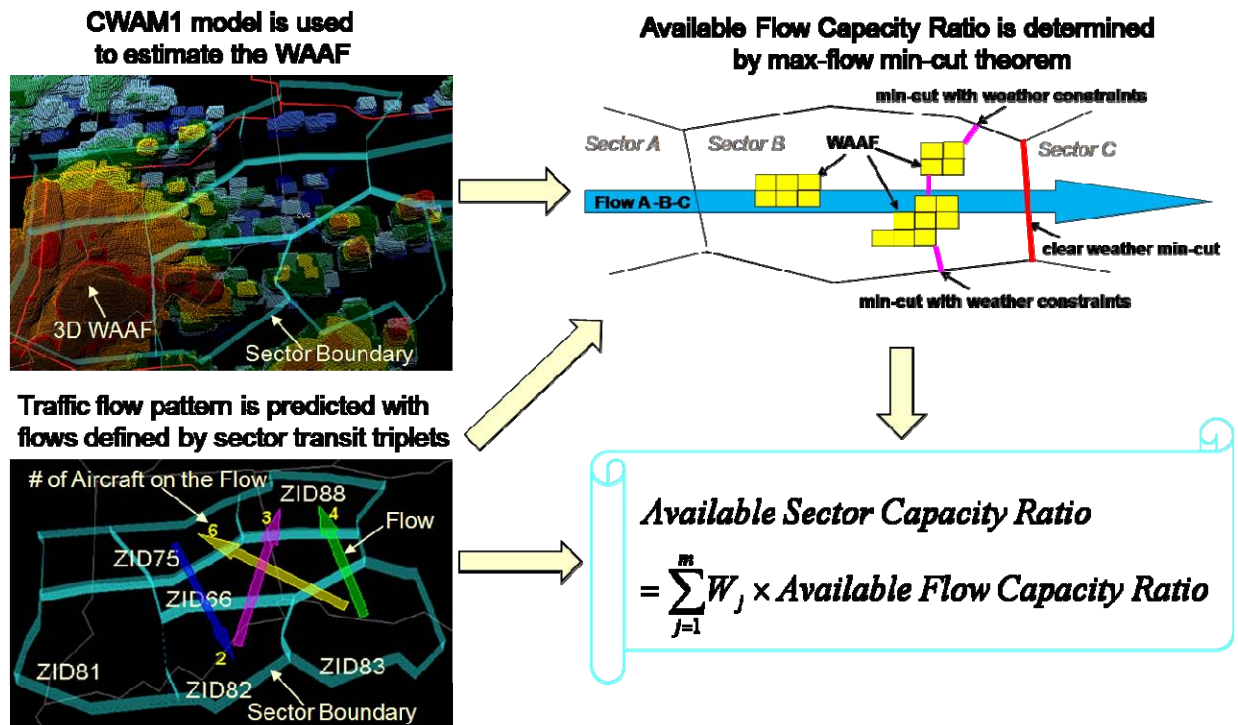 CWAM1 model is used
to estimate the WAAF
3D WAAF
Sector Boundary
Available Flow Capacity Ratio is determined
by max-flow min-cut theorem
min-cut with weather constraints
Sector A
Sector B
WAAF
Sector C
Flow A -B-C
clear weather min-cut
min-cut with weather constraints
Traffic flow pattern is predicted with
flows defined by sector transit triplets
# of Aircraft on the Flow
ZID88
6
3
4
Flow
ZID75
ZID66
2
ZID81
ZID82
ZID83
Sector Boundary
Available Sector Capacity Ratio
= \sum_{j=1}^{m} W_j × Available Flow Capacity Ratio